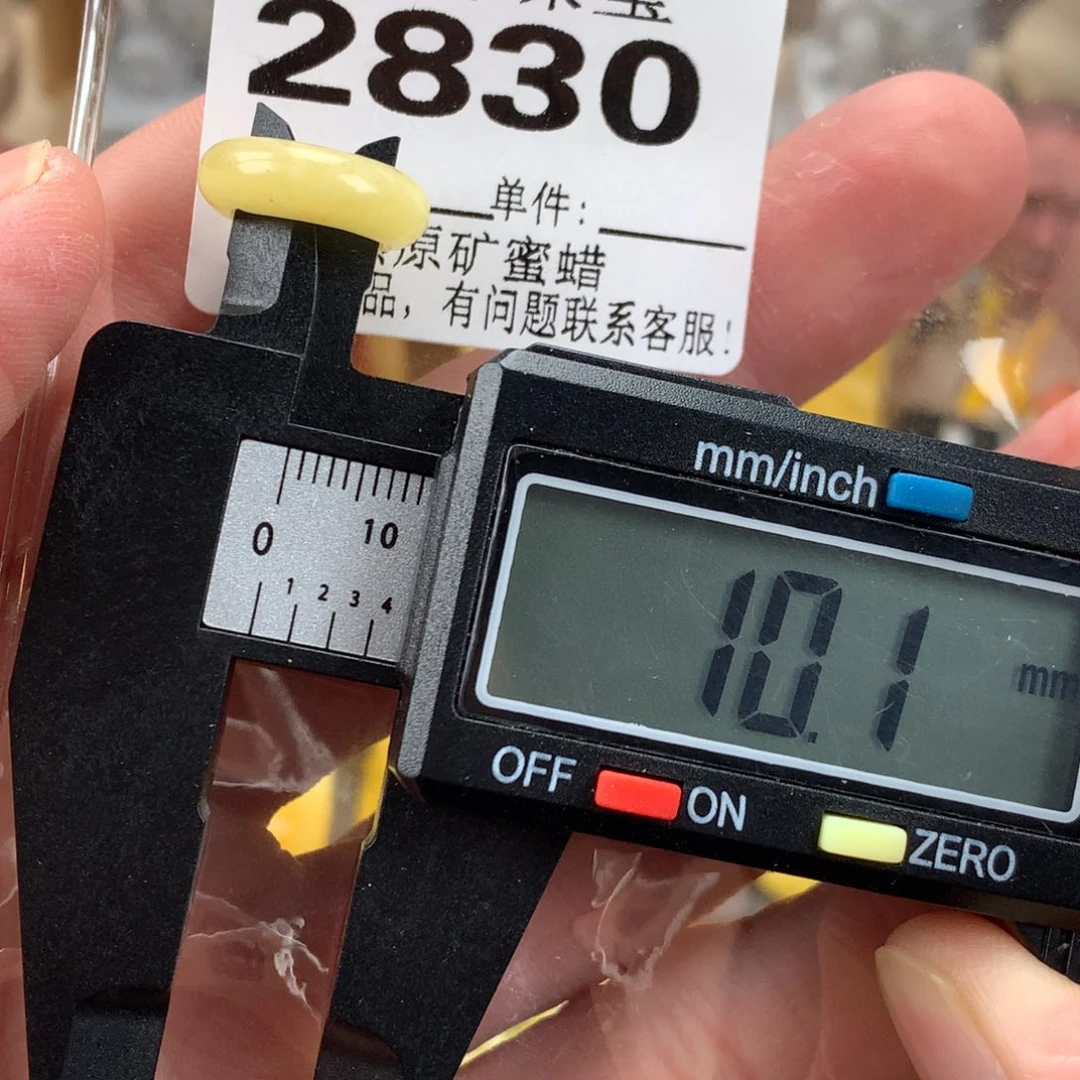 2830
单件:
原矿蜜蜡
品，有问题联系客服!
mm/inch
0 10
1 2 3 4
10.1 mm
OFF ON ZERO